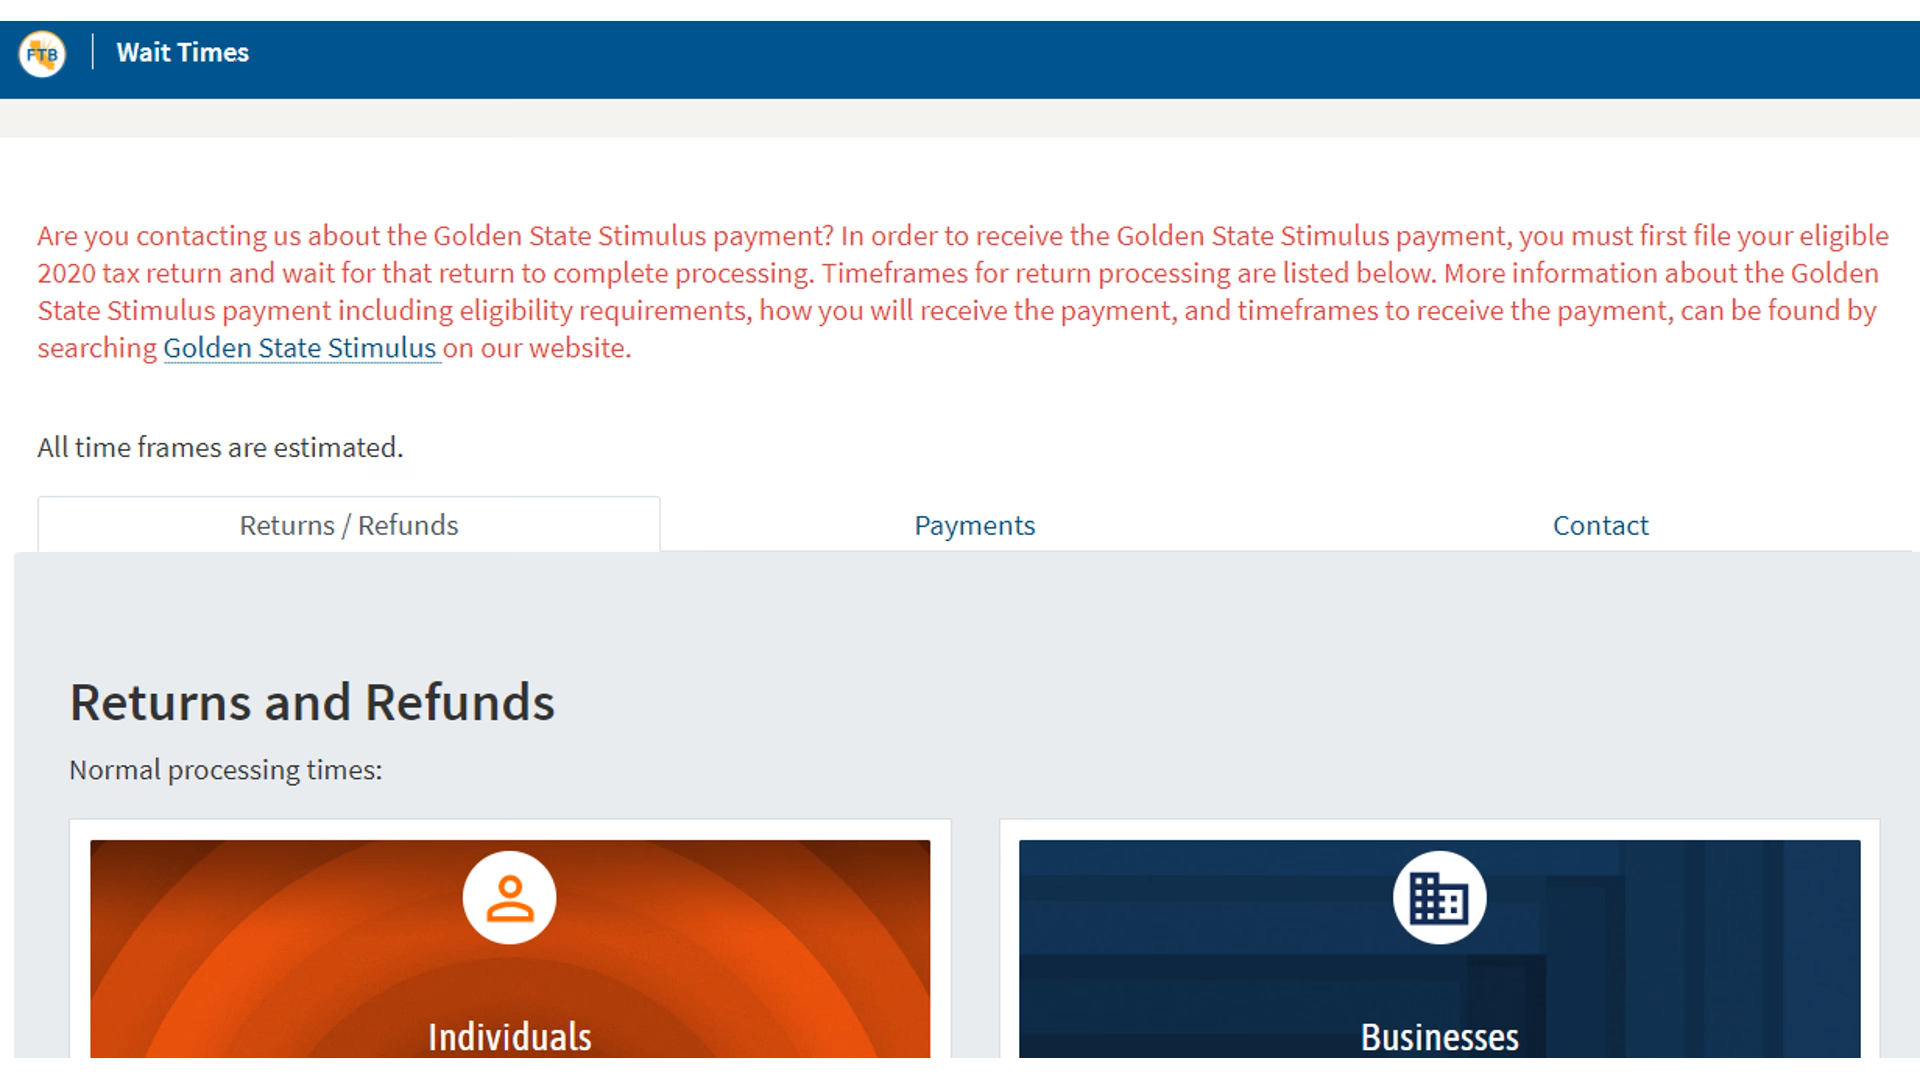 FTB
Wait Times
Are you contacting us about the Golden State Stimulus payment? In order to receive the Golden State Stimulus payment, you must first file your eligible
2020 tax return and wait for that return to complete processing. Timeframes for return processing are listed below. More information about the Golden
State Stimulus payment including eligibility requirements, how you will receive the payment, and timeframes to receive the payment, can be found by
searching Golden State Stimulus on our website.
All time frames are estimated.
Returns / Refunds
Payments
Contact
Returns and Refunds
Normal processing times:
Individuals
Businesses